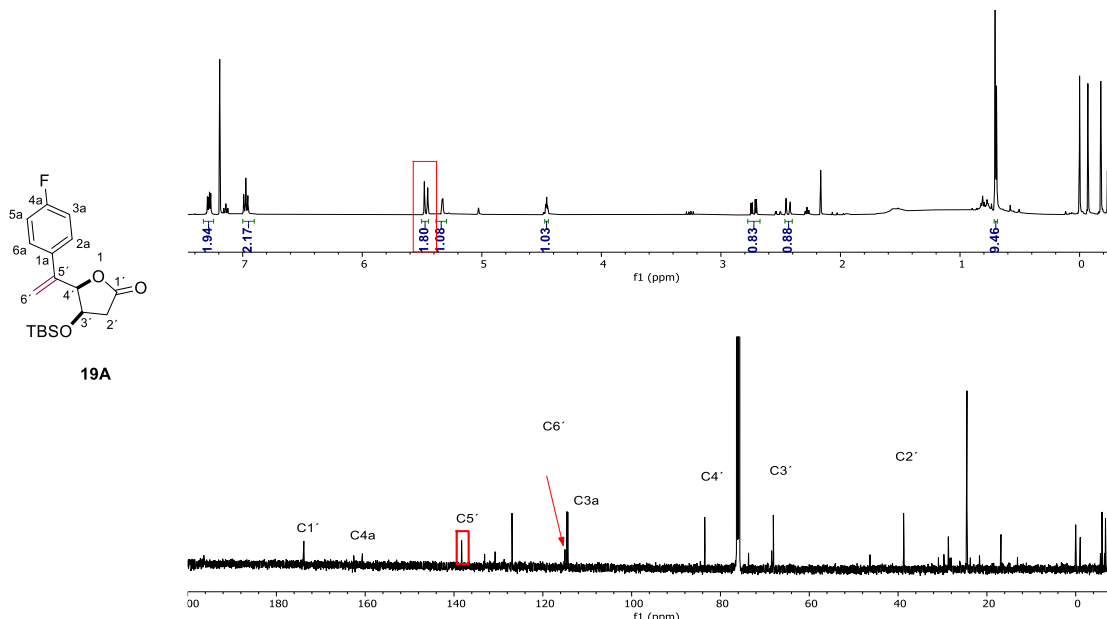 F
4a
5a
3a
6a
2a
1a
1
5´
O
1´
6´
4´
O
3´
2´
TBSO
19A
1.94
2.17
1.80
1.08
1.03
0.83
0.88
9.46
7
6
5
4
3
2
1
0
f1 (ppm)
C6´
C3a
C4´
C3´
C2´
C5´
C1´
C4a
00
180
160
140
120
100
80
60
40
20
0
f1 (ppm)